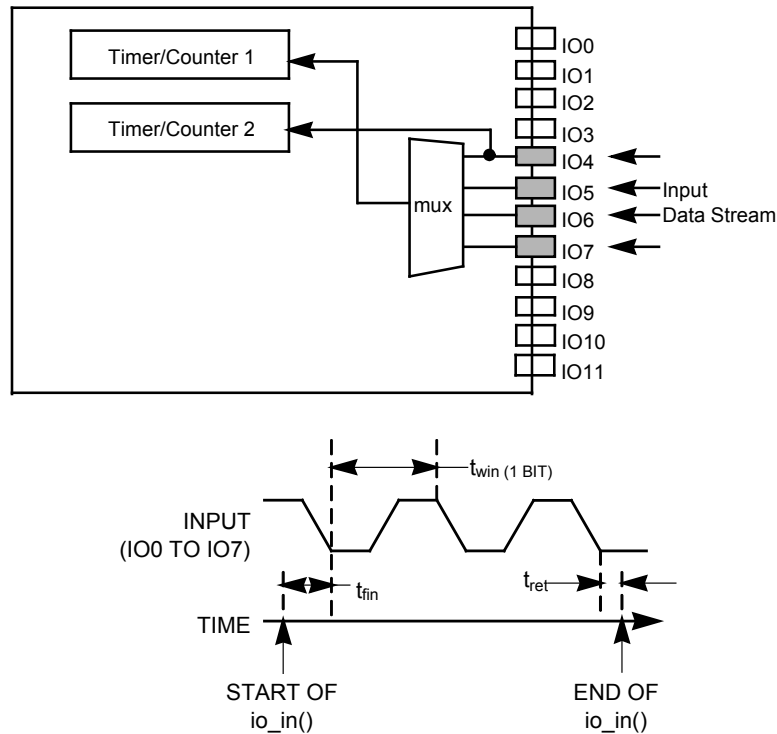 Timer/Counter 1
Timer/Counter 2
mux
IO0
IO1
IO2
IO3
IO4
IO5
IO6
IO7
IO8
IO9
IO10
IO11
Input
Data Stream
twin (1 BIT)
INPUT
(IO0 TO IO7)
tfin
tret
TIME
START OF
io_in()
END OF
io_in()